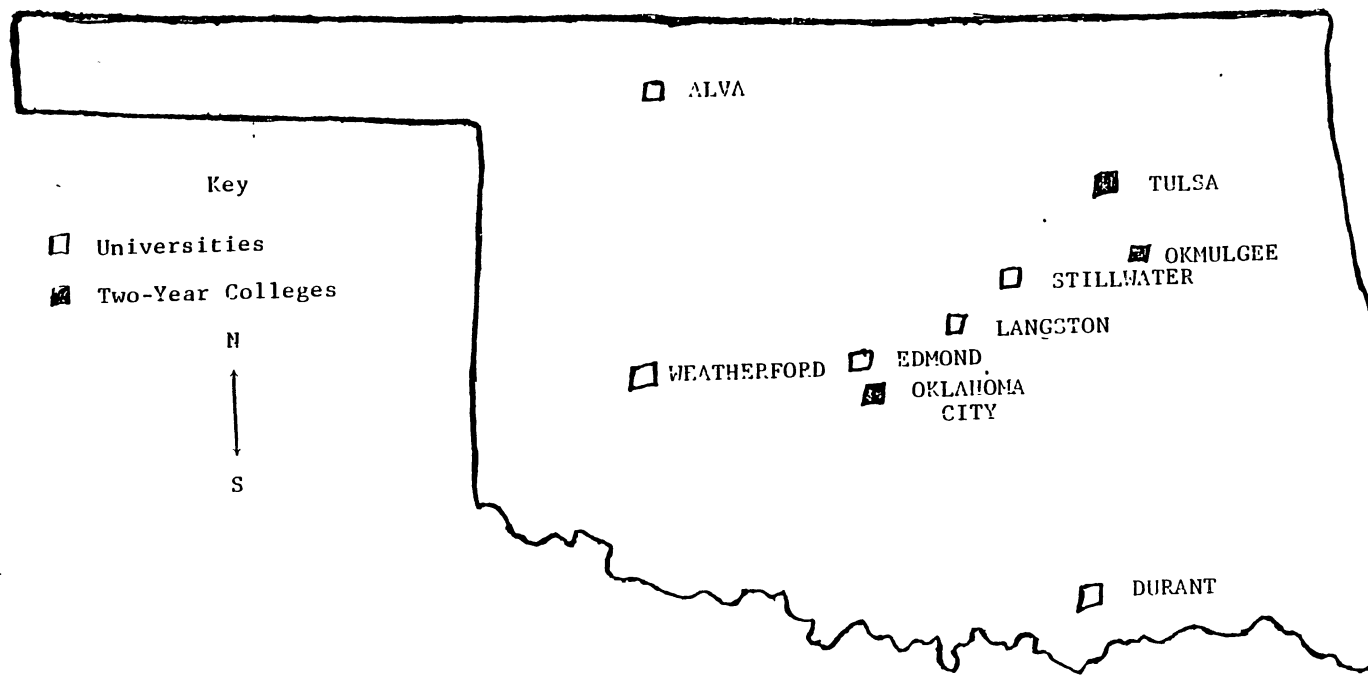 ALVA
Key
TULSA
Universities
OKMULGEE
STILLWATER
Two-Year Colleges
LANGSTON
N
EDMOND
WEATHERFORD
OKLAHOMA
CITY
S
DURANT